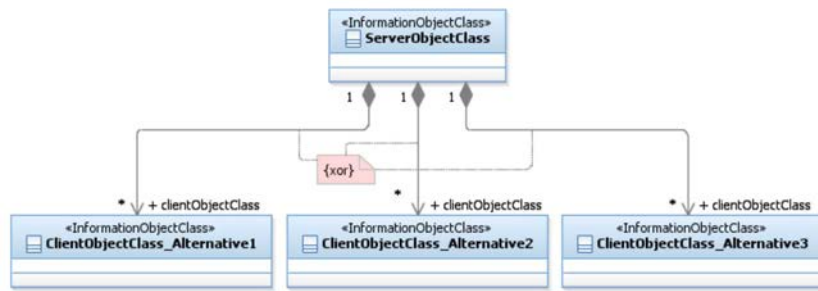 «InformationObjectClass»
ServerObjectClass
1 1 1
{xor}
* + clientObjectClass * + clientObjectClass * + clientObjectClass
«InformationObjectClass» «InformationObjectClass» «InformationObjectClass»
ClientObjectClass_Alternative1 ClientObjectClass_Alternative2 ClientObjectClass_Alternative3